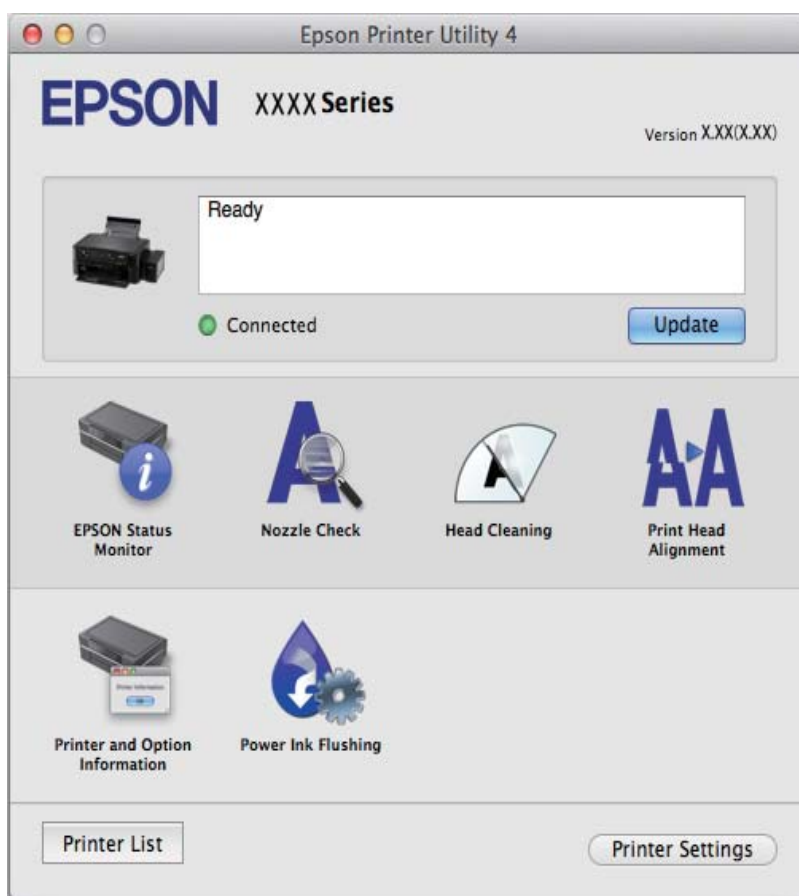 Epson Printer Utility 4
EPSON XXXX Series
Version X.XX(X.XX)
Ready
Connected
Update
EPSON Status
Monitor
Nozzle Check
Head Cleaning
Print Head
Alignment
Printer and Option
Information
Power Ink Flushing
Printer List
Printer Settings